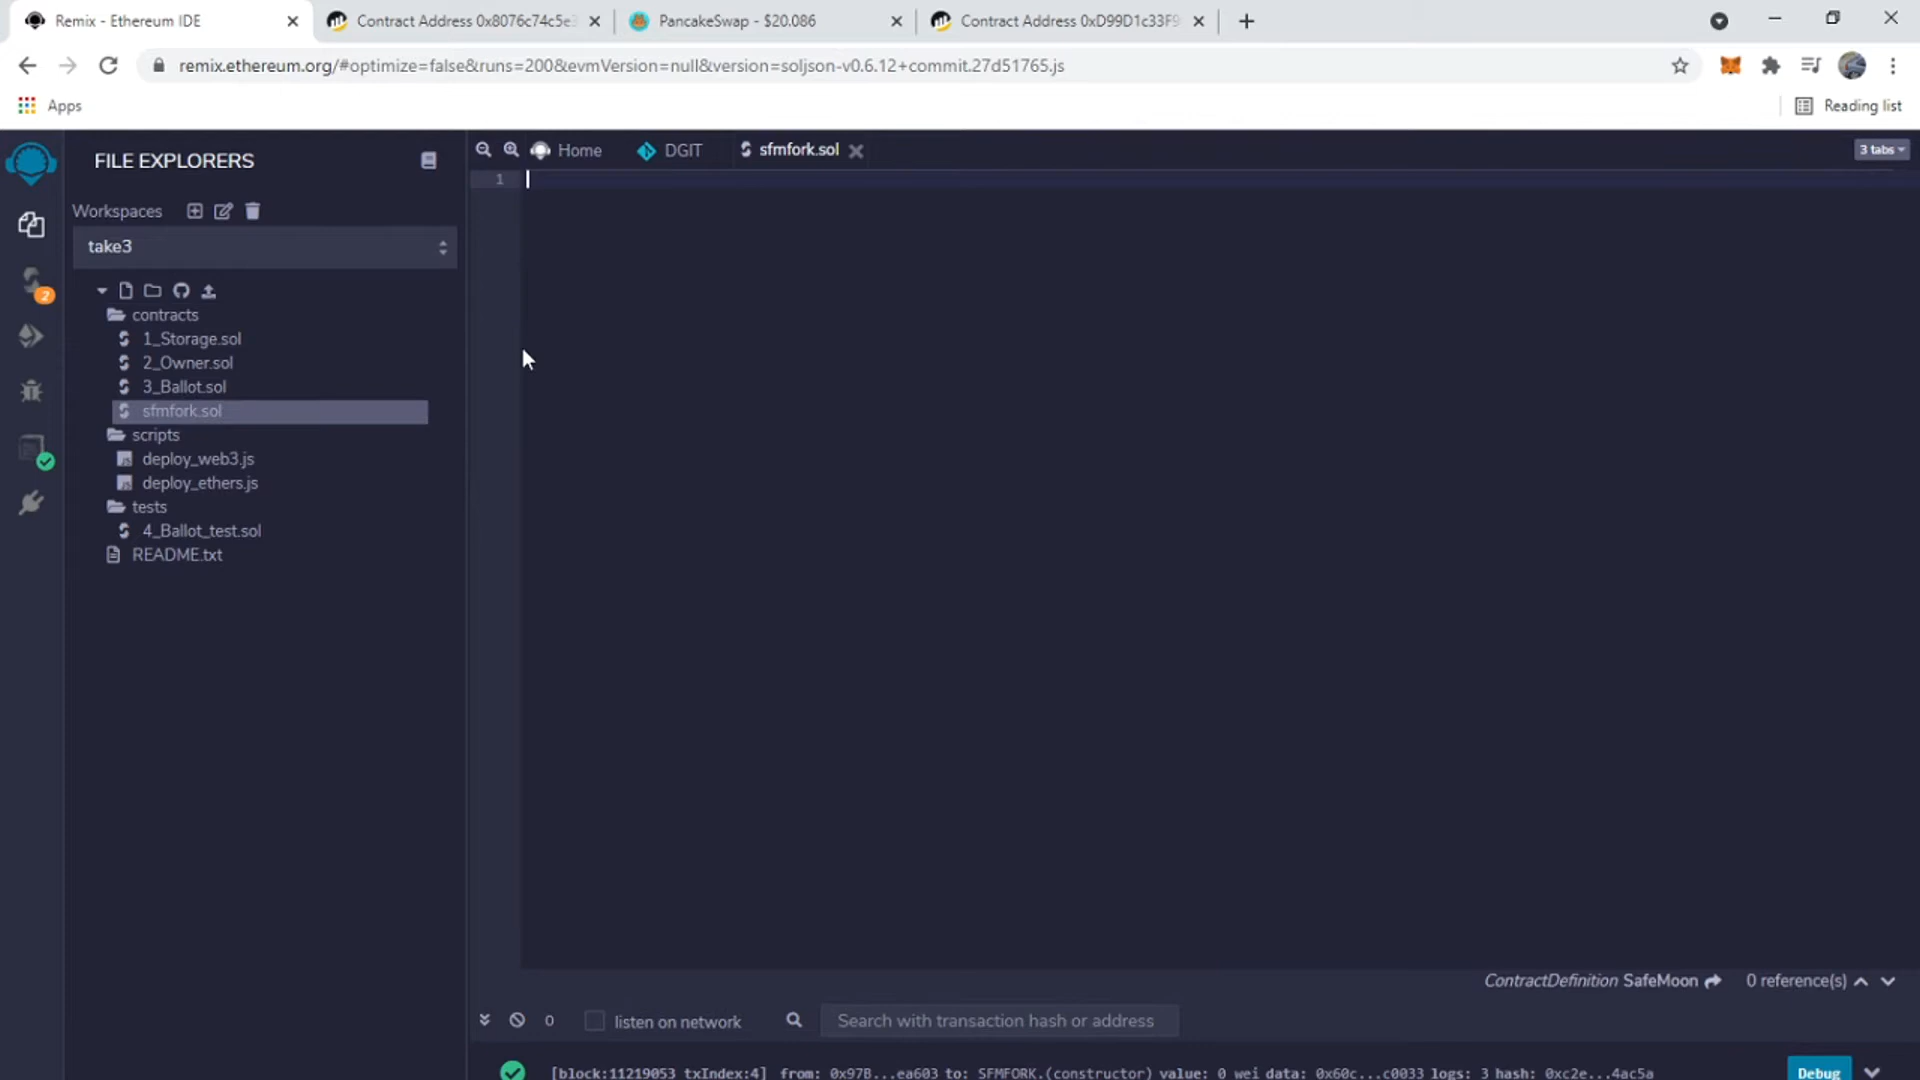 Remix - Ethereum IDE
Contract Address 0x8076c74c5e3
PancakeSwap - $20.086
Contract Address 0xD99D1c33F9
remix.ethereum.org/#optimize=false&runs=200&evmVersion=null&version=soljson-v0.6.12+commit.27d51765.js
Apps
Reading list
FILE EXPLORERS
Home
DGIT
sfmfork.sol
3 tabs
1
Workspaces
take3
contracts
1_Storage.sol
2_Owner.sol
3_Ballot.sol
sfmfork.sol
2
scripts
deploy_web3.js
deploy_ethers.js
tests
4_Ballot_test.sol
README.txt
ContractDefinition SafeMoon
0 reference(s)
0
listen on network
Search with transaction hash or address
[block:11219053 txIndex:4] from: 0x97B...ea603 to: SFMFORK.(constructor) value: 0 wei data: 0x60c...c0033 logs: 3 hash: 0xc2e...4ac5a
Debug